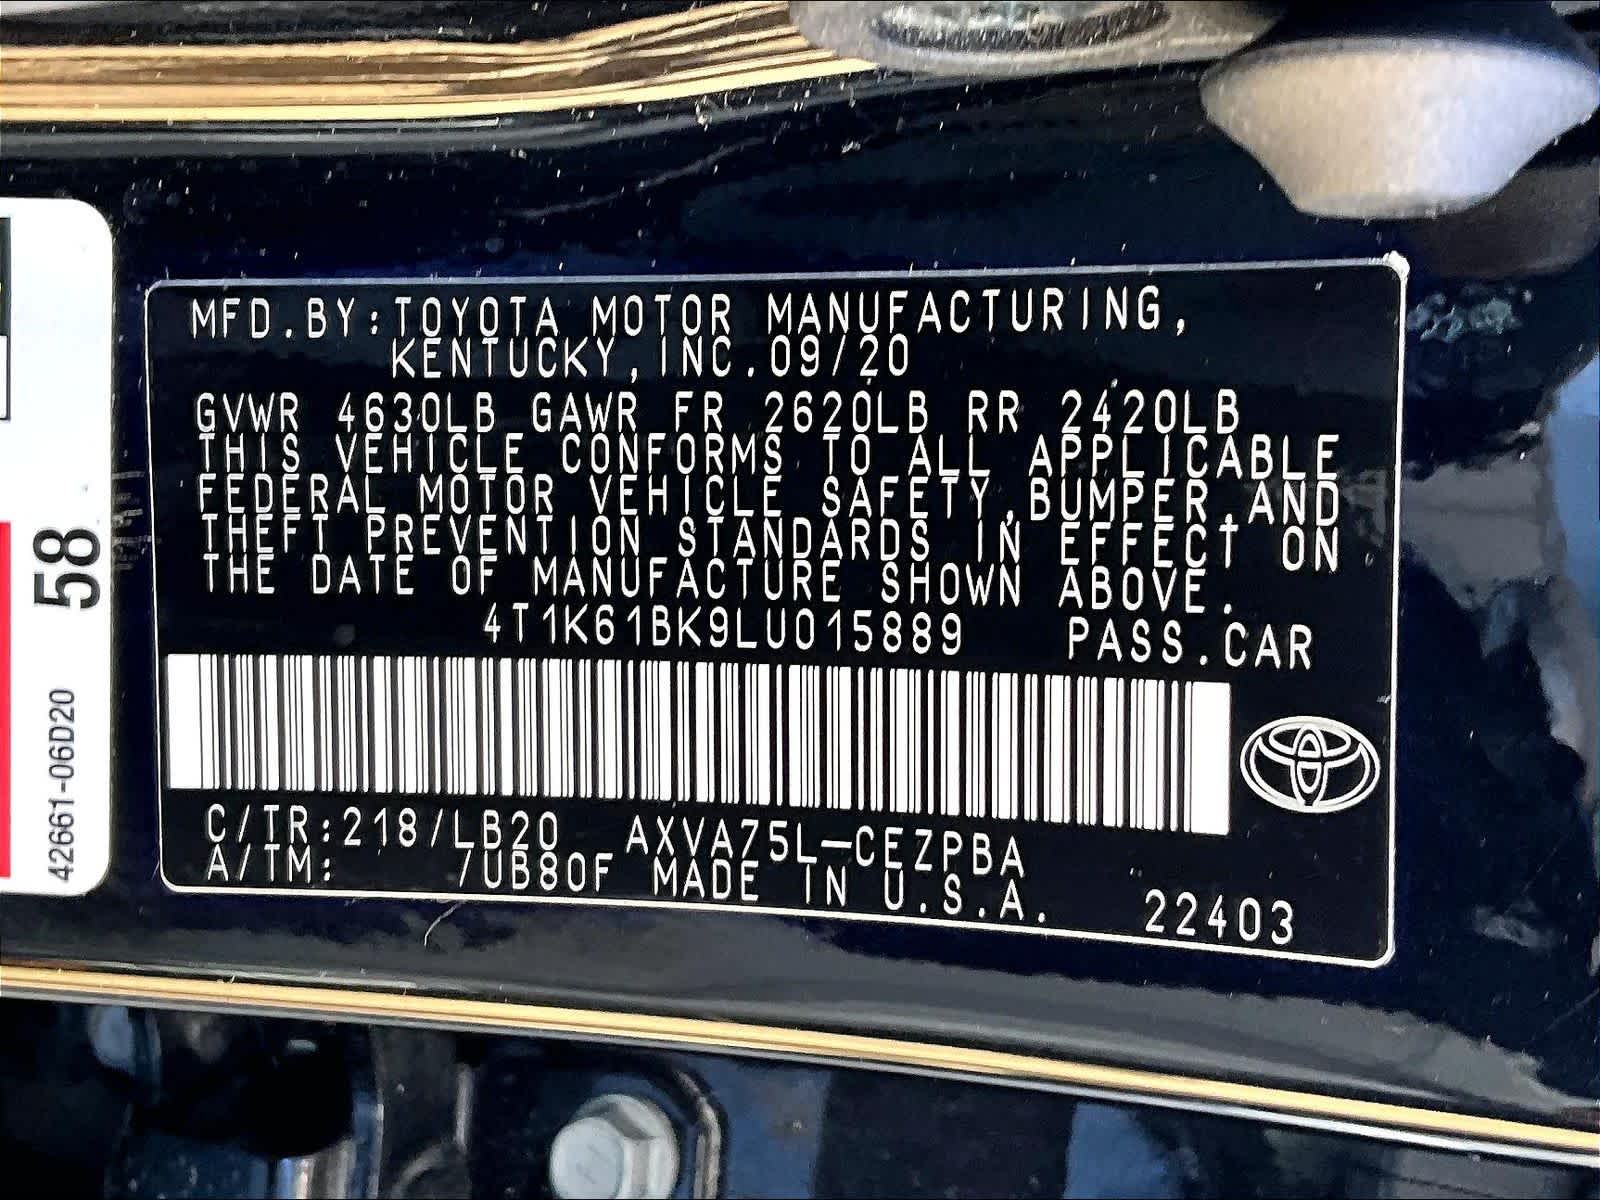 MFD.BY:TOYOTA MOTOR MANUFACTURING,
KENTUCKY,INC.09/20
GVWR 4630LB GAWR FR 2620LB RR 2420LB
THIS VEHICLE CONFORMS TO ALL APPLICABLE
FEDERAL MOTOR VEHICLE SAFETY,BUMPER,AND
THEFT PREVENTION STANDARDS IN EFFECT ON
THE DATE OF MANUFACTURE SHOWN ABOVE.
4T1K61BK9LU015889 PASS.CAR
C/TR:218/LB20 AXVA75L-CEZPBA
A/TM: /UB80F MADE IN U.S.A.
22403
58
42661-06D20